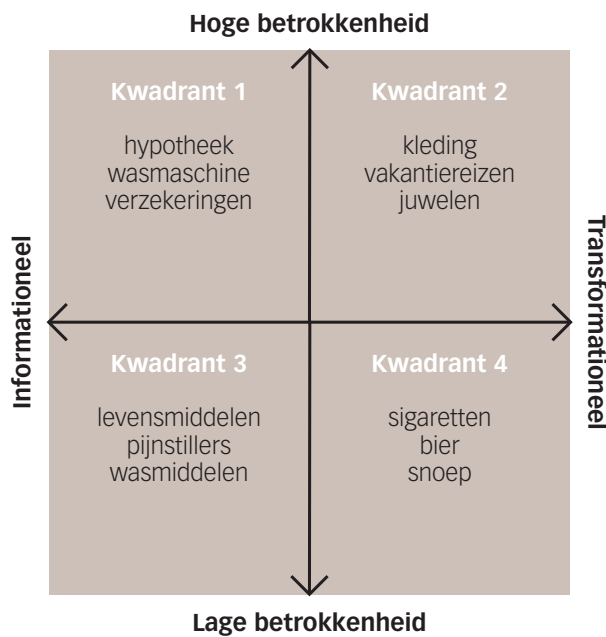 Hoge betrokkenheid
Kwadrant 1
hypotheek
wasmaschine
verzekeringen
Kwadrant 2
kleding
vakantiereizen
juwelen
Informationeel
Transformationeel
Kwadrant 3
levensmiddelen
pijnstillers
wasmiddelen
Kwadrant 4
sigaretten
bier
snoep
Lage betrokkenheid